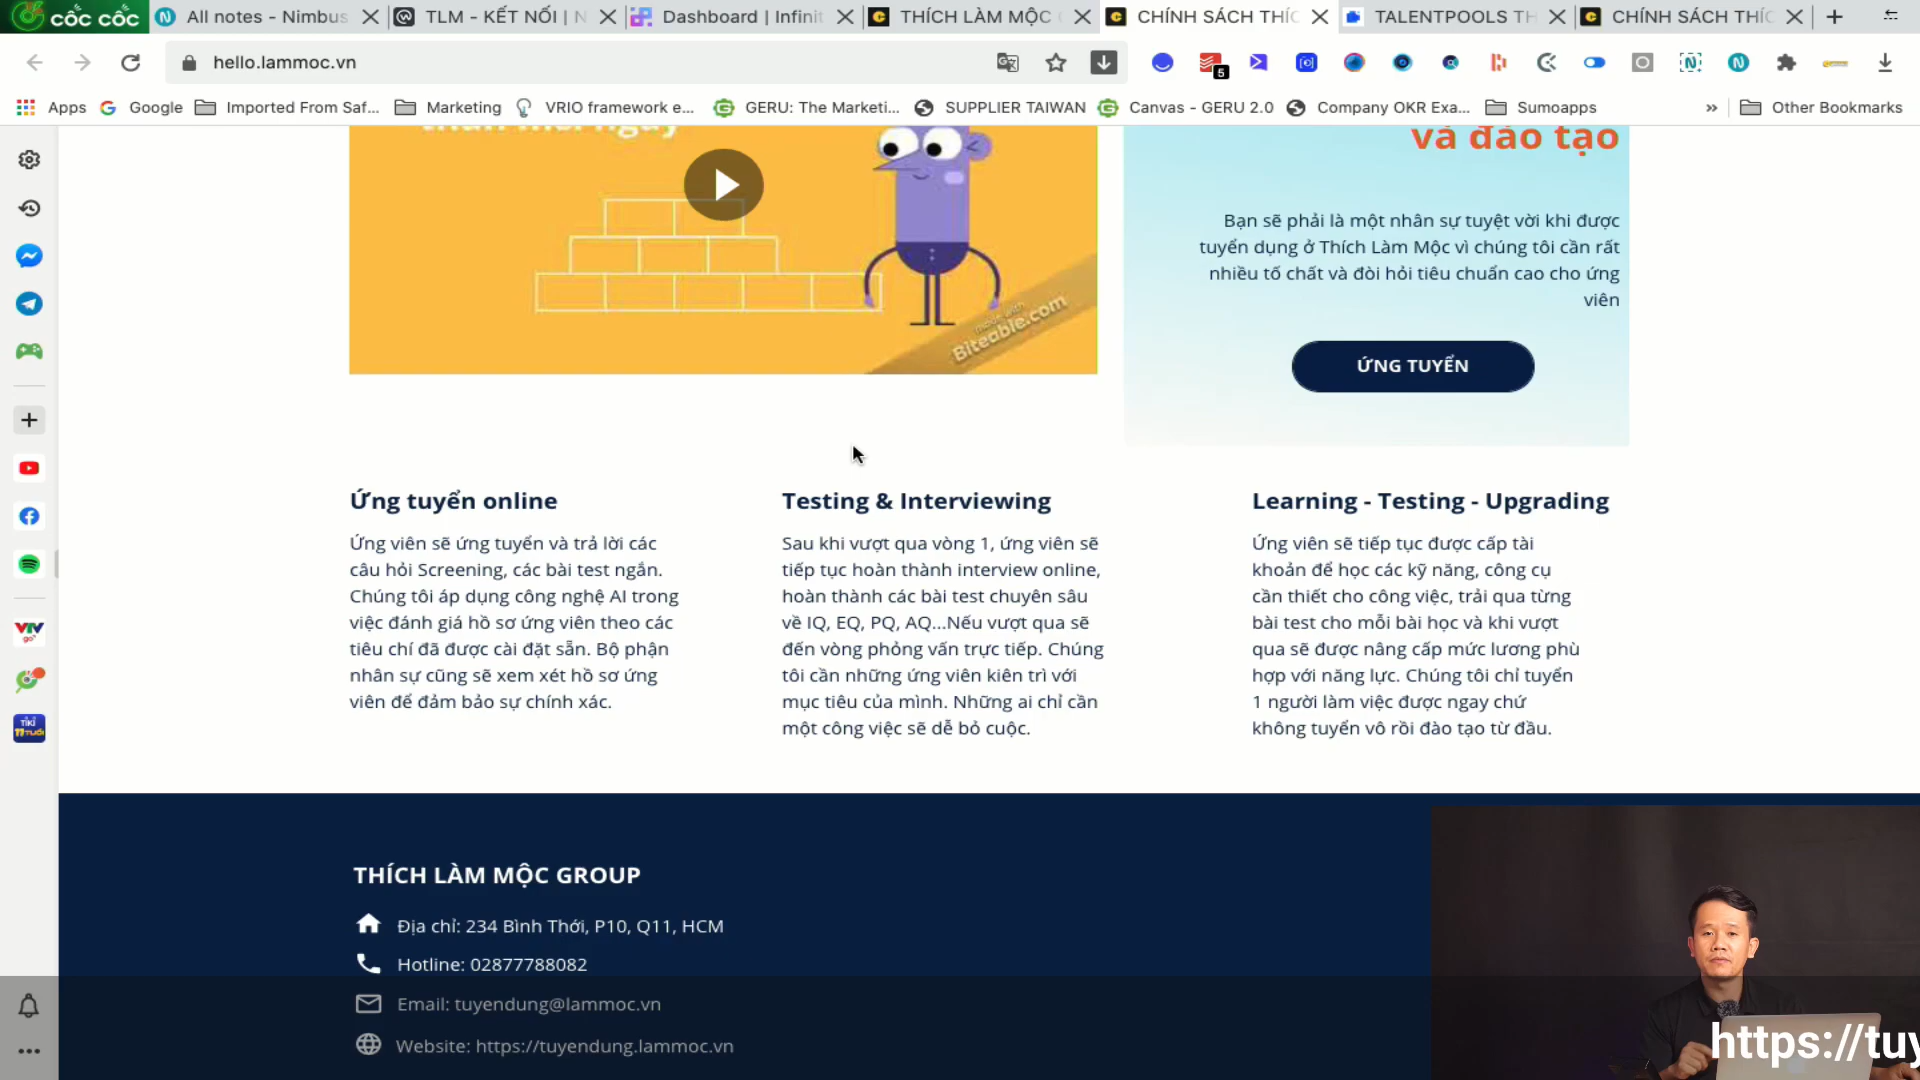 cốc cốc
All notes - Nimbus
TLM - KẾT NỐI | N
Dashboard | Infinit
THÍCH LÀM MỘC
CHÍNH SÁCH THÍC
TALENTPOOLS TH
CHÍNH SÁCH THÍC
hello.lammoc.vn
5
Apps
Google
Imported From Saf...
Marketing
VRIO framework e...
GERU: The Marketi...
SUPPLIER TAIWAN
Canvas - GERU 2.0
Company OKR Exa...
Sumoapps
»
Other Bookmarks
và đào tạo
made with
Biteable.com
Bạn sẽ phải là một nhân sự tuyệt vời khi được
tuyển dụng ở Thích Làm Mộc vì chúng tôi cần rất
nhiều tố chất và đòi hỏi tiêu chuẩn cao cho ứng
viên
ỨNG TUYỂN
Ứng tuyển online
Ứng viên sẽ ứng tuyển và trả lời các
câu hỏi Screening, các bài test ngắn.
Chúng tôi áp dụng công nghệ AI trong
việc đánh giá hồ sơ ứng viên theo các
tiêu chí đã được cài đặt sẵn. Bộ phận
nhân sự cũng sẽ xem xét hồ sơ ứng
viên để đảm bảo sự chính xác.
Testing & Interviewing
Sau khi vượt qua vòng 1, ứng viên sẽ
tiếp tục hoàn thành interview online,
hoàn thành các bài test chuyên sâu
về IQ, EQ, PQ, AQ...Nếu vượt qua sẽ
đến vòng phỏng vấn trực tiếp. Chúng
tôi cần những ứng viên kiên trì với
mục tiêu của mình. Những ai chỉ cần
một công việc sẽ dễ bỏ cuộc.
Learning - Testing - Upgrading
Ứng viên sẽ tiếp tục được cấp tài
khoản để học các kỹ năng, công cụ
cần thiết cho công việc, trải qua từng
bài test cho mỗi bài học và khi vượt
qua sẽ được nâng cấp mức lương phù
hợp với năng lực. Chúng tôi chỉ tuyển
1 người làm việc được ngay chứ
không tuyển vô rồi đào tạo từ đầu.
VTV
go
TIKI
11 TUỔI
THÍCH LÀM MỘC GROUP
Địa chỉ: 234 Bình Thới, P10, Q11, HCM
Hotline: 02877788082
Email: tuyendung@lammoc.vn
Website: https://tuyendung.lammoc.vn
https://tuy